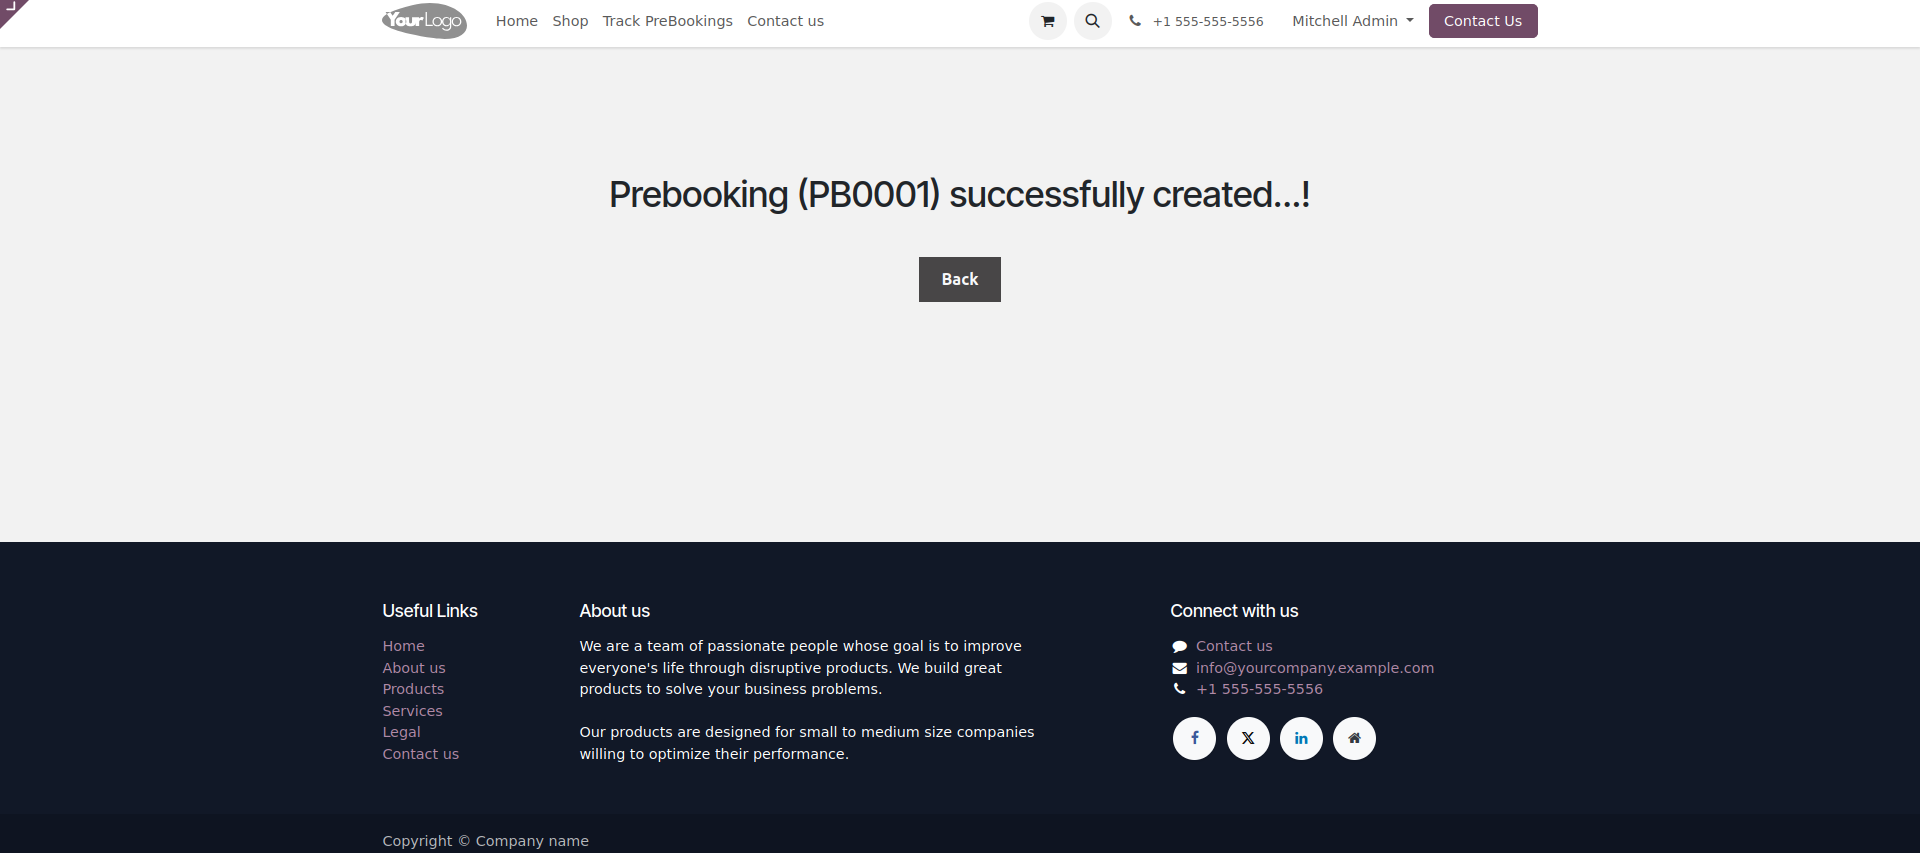 YourLogo
Home Shop Track PreBookings Contact us
+1 555-555-5556
Mitchell Admin
Contact Us
Prebooking (PB0001) successfully created...!
Back
Useful Links
Home
About us
Products
Services
Legal
Contact us
About us
We are a team of passionate people whose goal is to improve
everyone's life through disruptive products. We build great
products to solve your business problems.
Our products are designed for small to medium size companies
willing to optimize their performance.
Connect with us
Contact us
info@yourcompany.example.com
+1 555-555-5556
Copyright © Company name